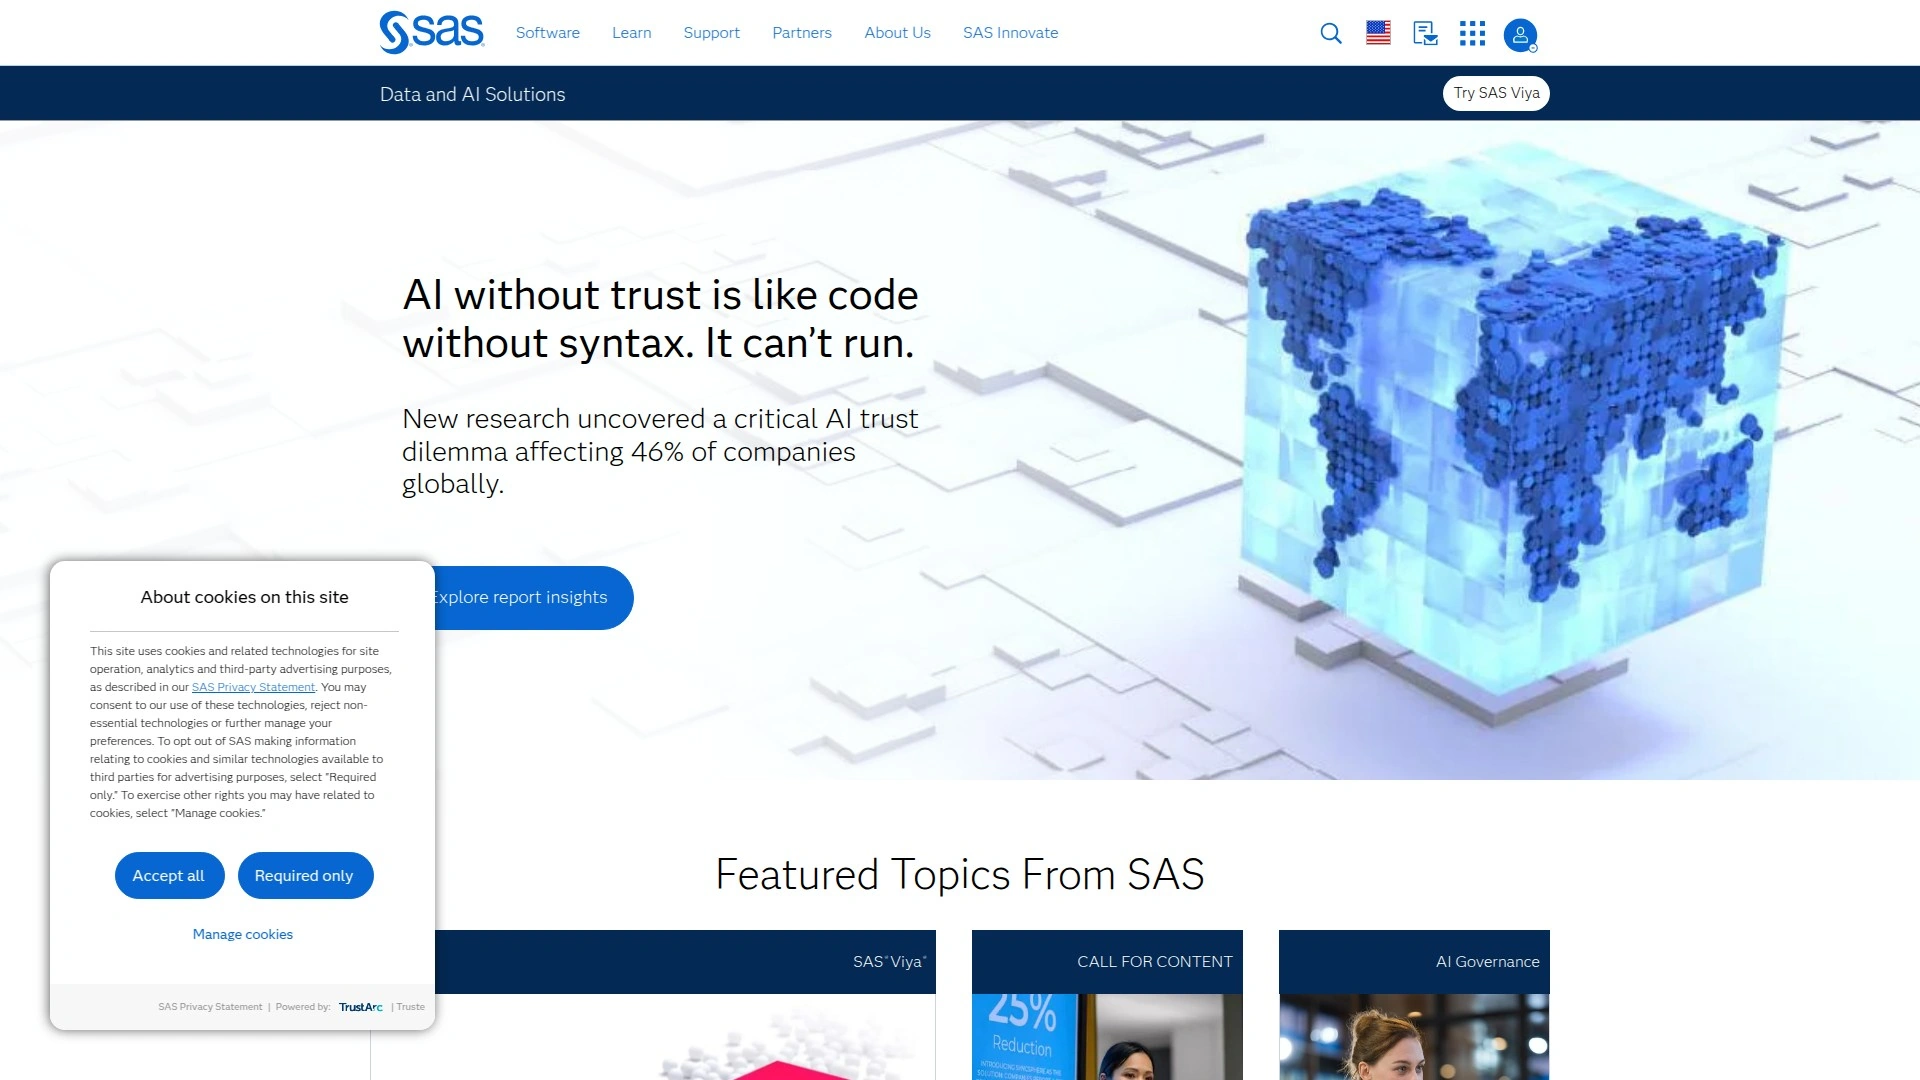 sas
Software
Learn
Support
Partners
About Us
SAS Innovate
Data and AI Solutions
Try SAS Viya
AI without trust is like code
without syntax. It can’t run.
New research uncovered a critical AI trust
dilemma affecting 46% of companies
globally.
Explore report insights
About cookies on this site
This site uses cookies and related technologies for site
operation, analytics and third-party advertising purposes,
as described in our SAS Privacy Statement. You may
consent to our use of these technologies, reject non-
essential technologies or further manage your
preferences. To opt out of SAS making information
relating to cookies and similar technologies available to
third parties for advertising purposes, select "Required
only." To exercise other rights you may have related to
cookies, select "Manage cookies."
Accept all
Required only
Manage cookies
SAS Privacy Statement | Powered by: TrustArc | Truste
Featured Topics From SAS
SAS® Viya®
CALL FOR CONTENT
AI Governance
25%
Reduction